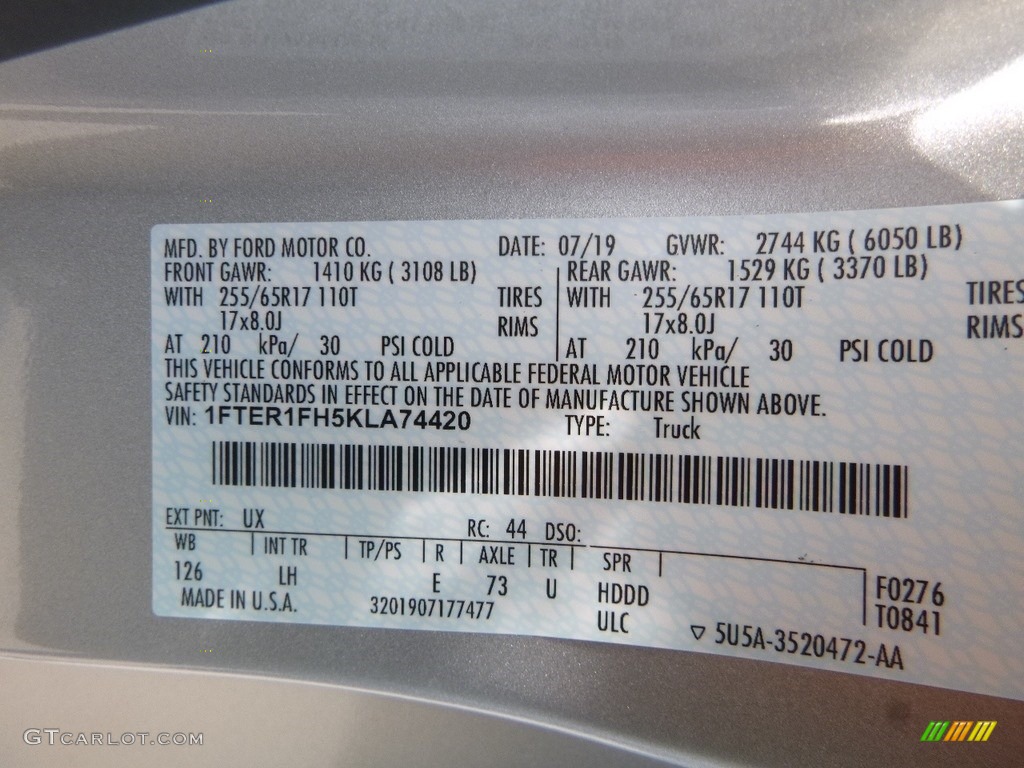 MFD. BY FORD MOTOR CO. DATE: 07/19 GVWR: 2744 KG ( 6050 LB)
FRONT GAWR: 1410 KG ( 3108 LB) REAR GAWR: 1529 KG ( 3370 LB)
WITH 255/65R17 110T TIRES WITH 255/65R17 110T TIRES
17x8.0J RIMS 17x8.0J RIMS
AT 210 kPa/ 30 PSI COLD AT 210 kPa/ 30 PSI COLD
THIS VEHICLE CONFORMS TO ALL APPLICABLE FEDERAL MOTOR VEHICLE
SAFETY STANDARDS IN EFFECT ON THE DATE OF MANUFACTURE SHOWN ABOVE.
VIN: 1FTER1FH5KLA74420 TYPE: Truck
EXT PNT: UX RC: 44 DSO:
WB INT TR TP/PS R AXLE TR SPR
126 LH E 73 U HDDD F0276
MADE IN U.S.A. 3201907177477 ULC T0841
5U5A-3520472-AA
GTCARLOT.COM